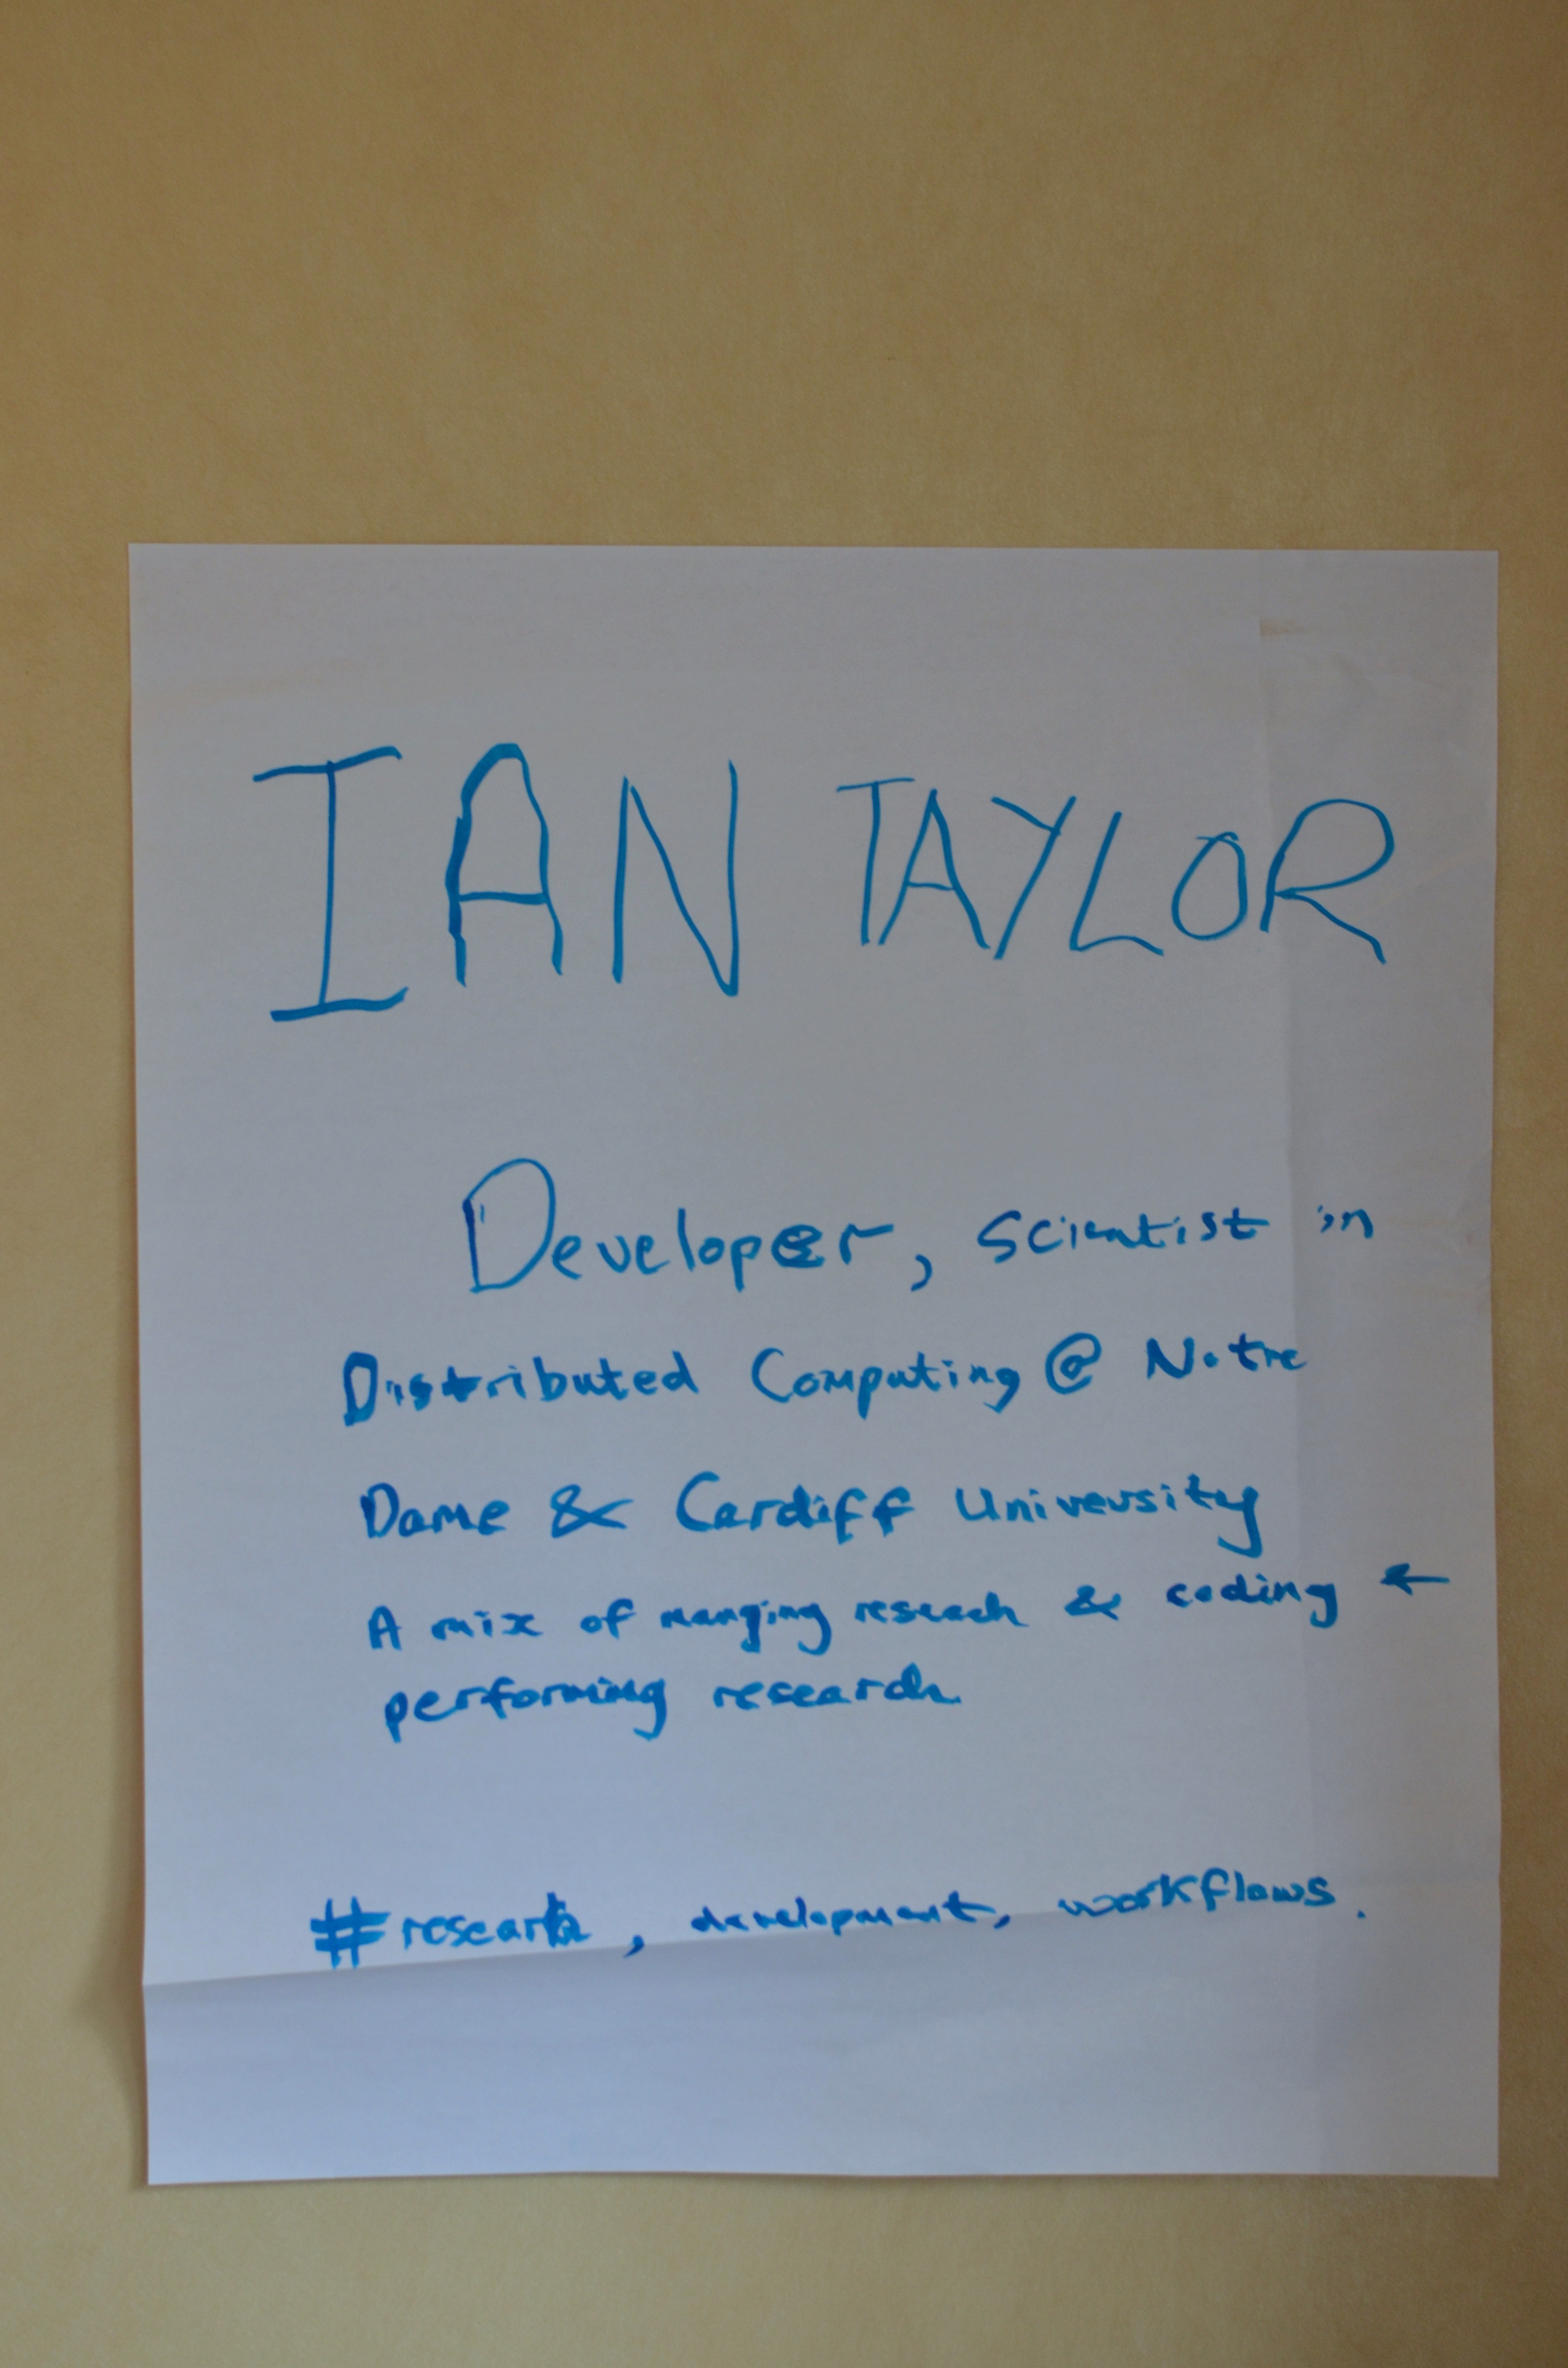 IAN TAYLOR
Developer, Scientist in
Distributed Computing @ Notre
Dame & Cardiff University
A mix of manging reseach & coding ←
performing research
#research, development, workflows.